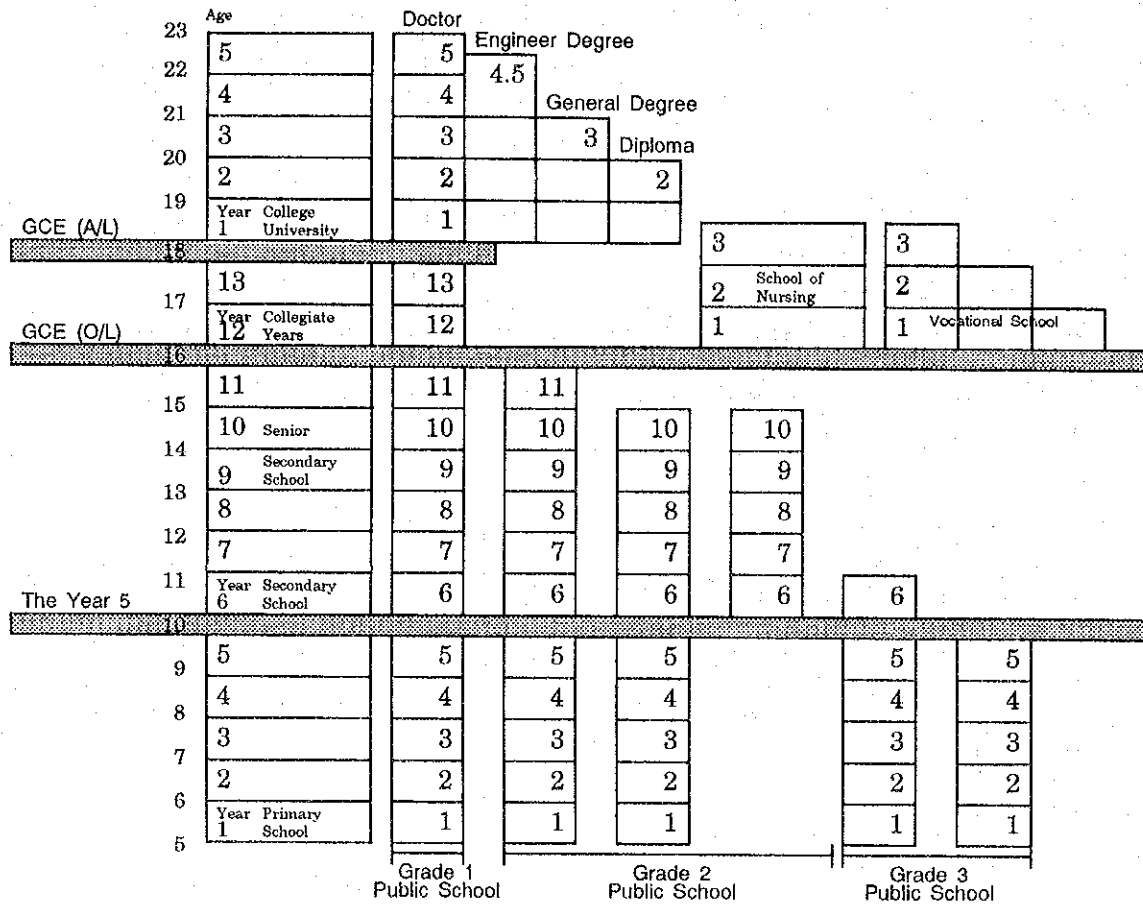 Age
Doctor
23
Engineer Degree
5 5
4.5
22
4 4
General Degree
21
3 3 3
Diploma
20
2 2 2
19
Year College
1 University 1
GCE (A/L)
18
3 3
13 13
2 School of
Nursing 2
17
Year Collegiate
12 Years 12
1 1 Vocational School
GCE (O/L)
16
11 11 11
15
10 Senior 10 10 10 10
14
Secondary
9 School 9 9 9 9
13
8 8 8 8 8
12
7 7 7 7 7
11
Year Secondary
6 School 6 6 6 6 6
The Year 5
10
5 5 5 5 5 5
9
4 4 4 4 4 4
8
3 3 3 3 3 3
7
2 2 2 2 2 2
6
Year Primary
1 School 1 1 1 1 1
5
Grade 1
Public School
Grade 2
Public School
Grade 3
Public School